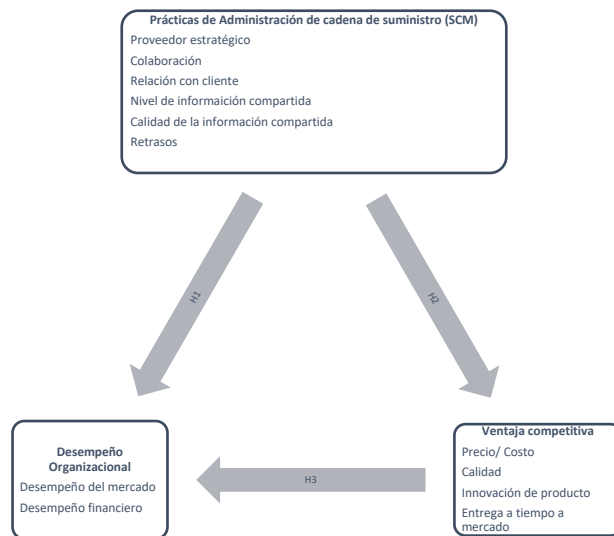 Prácticas de Administración de cadena de suministro (SCM)
Proveedor estratégico
Colaboración
Relación con cliente
Nivel de informaición compartida
Calidad de la información compartida
Retrasos
H1
H2
Desempeño
Organizacional
Desempeño del mercado
Desempeño financiero
H3
Ventaja competitiva
Precio/ Costo
Calidad
Innovación de producto
Entrega a tiempo a
mercado